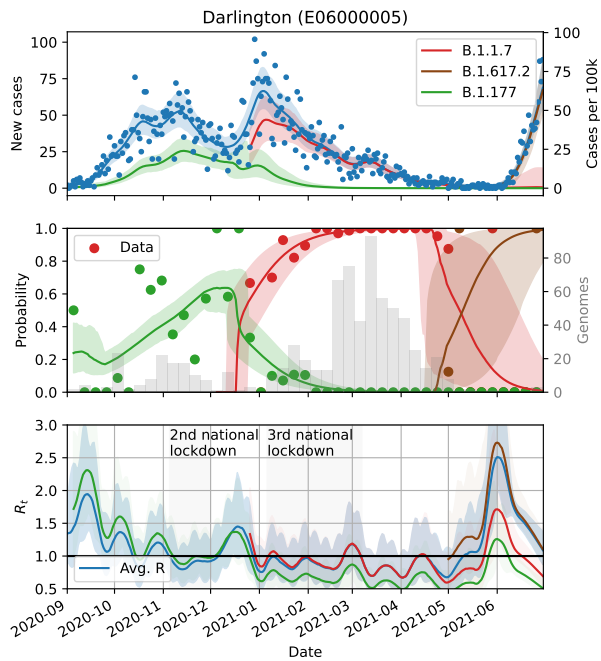 Darlington (E06000005)
100
75
50
25
0
New cases
100
75
50
25
0
Cases per 100k
B.1.1.7
B.1.617.2
B.1.177
1.0
0.8
0.6
0.4
0.2
0.0
Probability
80
60
40
20
0
Genomes
Data
3.0
2.5
2.0
1.5
1.0
0.5
Rt
2nd national
lockdown
3rd national
lockdown
Avg. R
2020-09
2020-10
2020-11
2020-12
2021-01
2021-02
2021-03
2021-04
2021-05
2021-06
Date